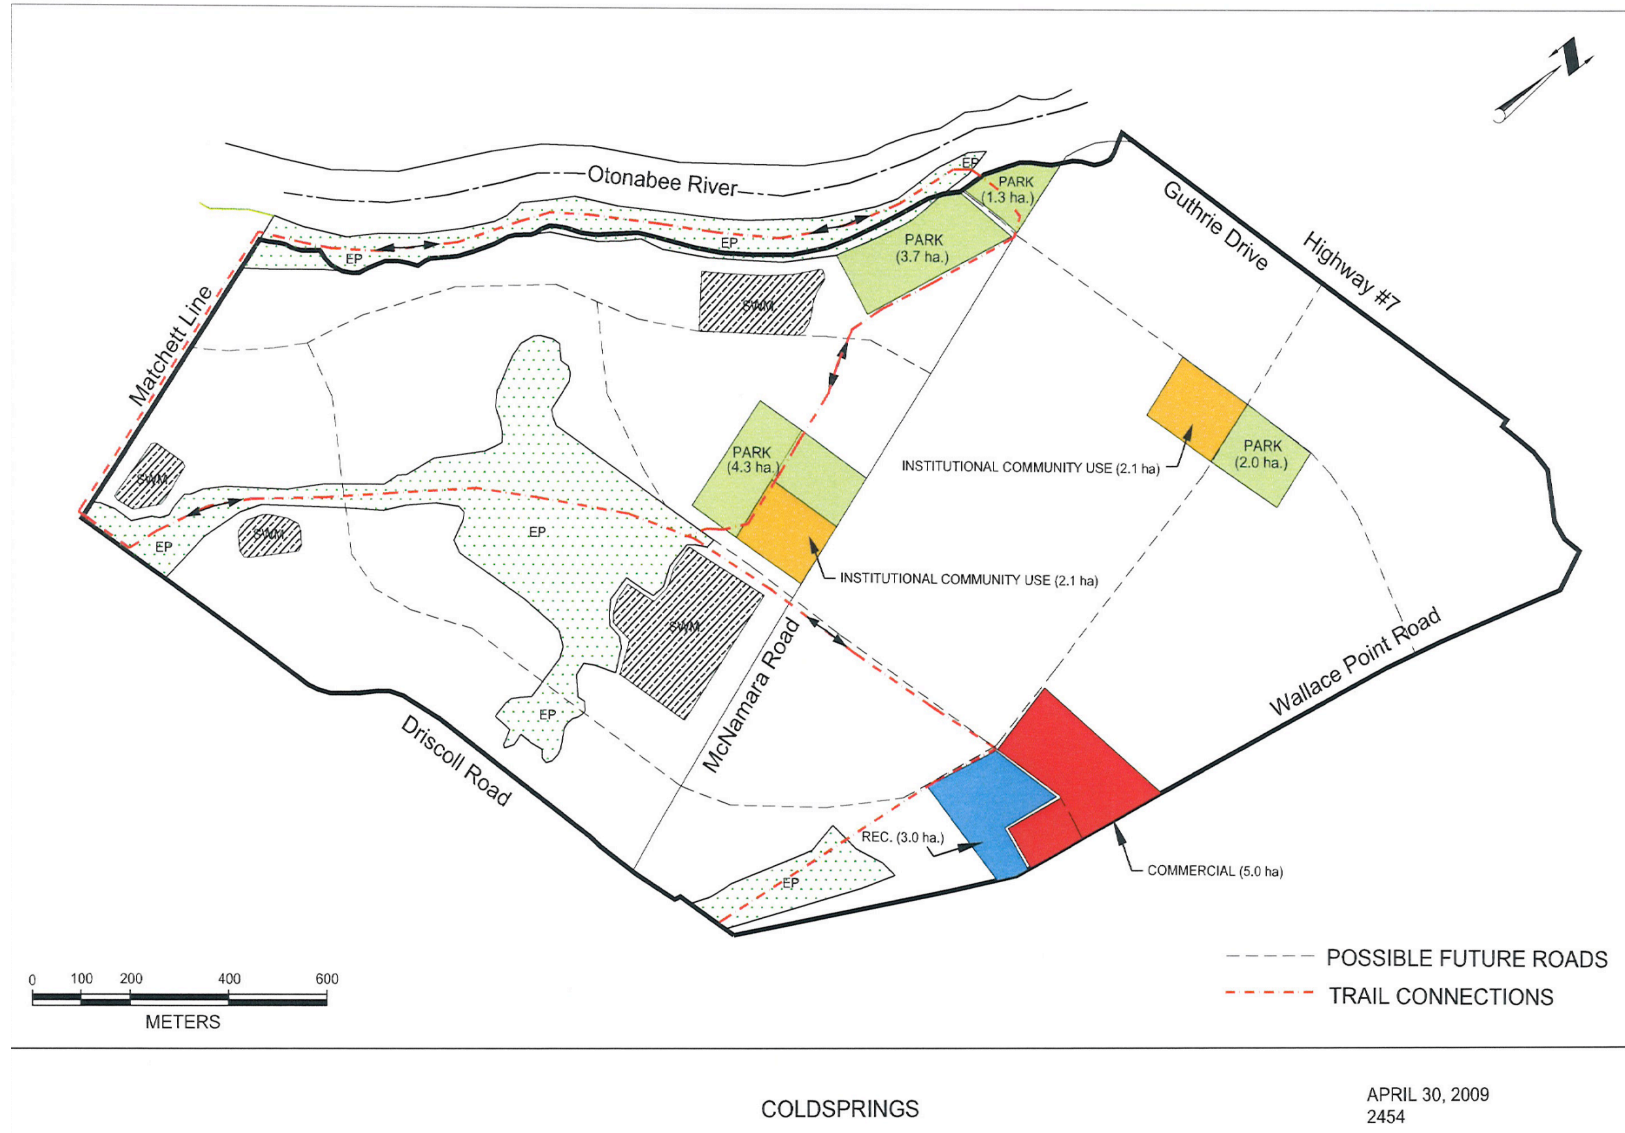 Otonabee River
EP
PARK
(1.3 ha.)
Guthrie Drive
Highway #7
PARK
(3.7 ha.)
EP
EP
SWM
Matchett Line
PARK
(4.3 ha.)
INSTITUTIONAL COMMUNITY USE (2.1 ha)
PARK
(2.0 ha.)
SWM
SWM
EP
EP
INSTITUTIONAL COMMUNITY USE (2.1 ha)
SWM
McNamara Road
Wallace Point Road
EP
Driscoll Road
REC. (3.0 ha.)
COMMERCIAL (5.0 ha)
EP
POSSIBLE FUTURE ROADS
TRAIL CONNECTIONS
0 100 200 400 600
METERS
COLDSPRINGS
APRIL 30, 2009
2454